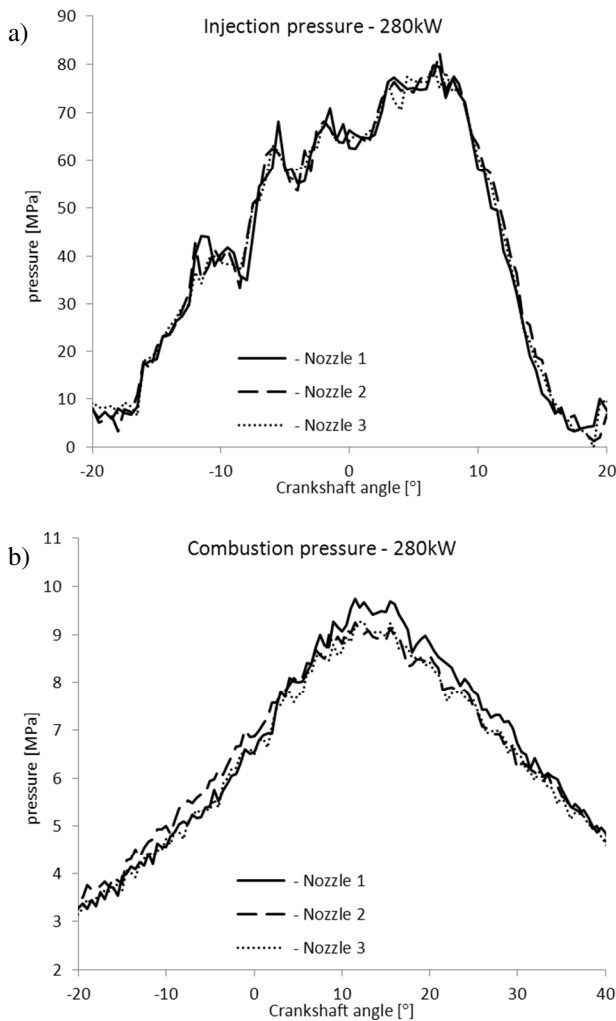 a)
Injection pressure - 280kW
90
80
70
60
50
40
30
20
10
0
pressure [MPa]
- Nozzle 1
- Nozzle 2
- Nozzle 3
-20 -10 0 10 20
Crankshaft angle [°]
b)
Combustion pressure - 280kW
11
10
9
8
7
6
5
4
3
2
pressure [MPa]
- Nozzle 1
- Nozzle 2
- Nozzle 3
-20 -10 0 10 20 30 40
Crankshaft angle [°]